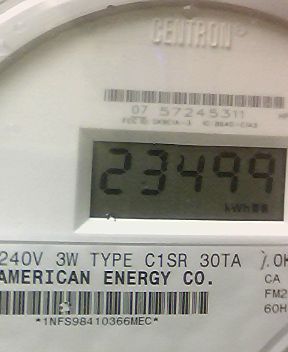 CENTRON®
07 57245311
23499
kWh
240V 3W TYPE C1SR 30TA
AMERICAN ENERGY CO.
CA
FM2
60H
*1NFS98410366MEC*